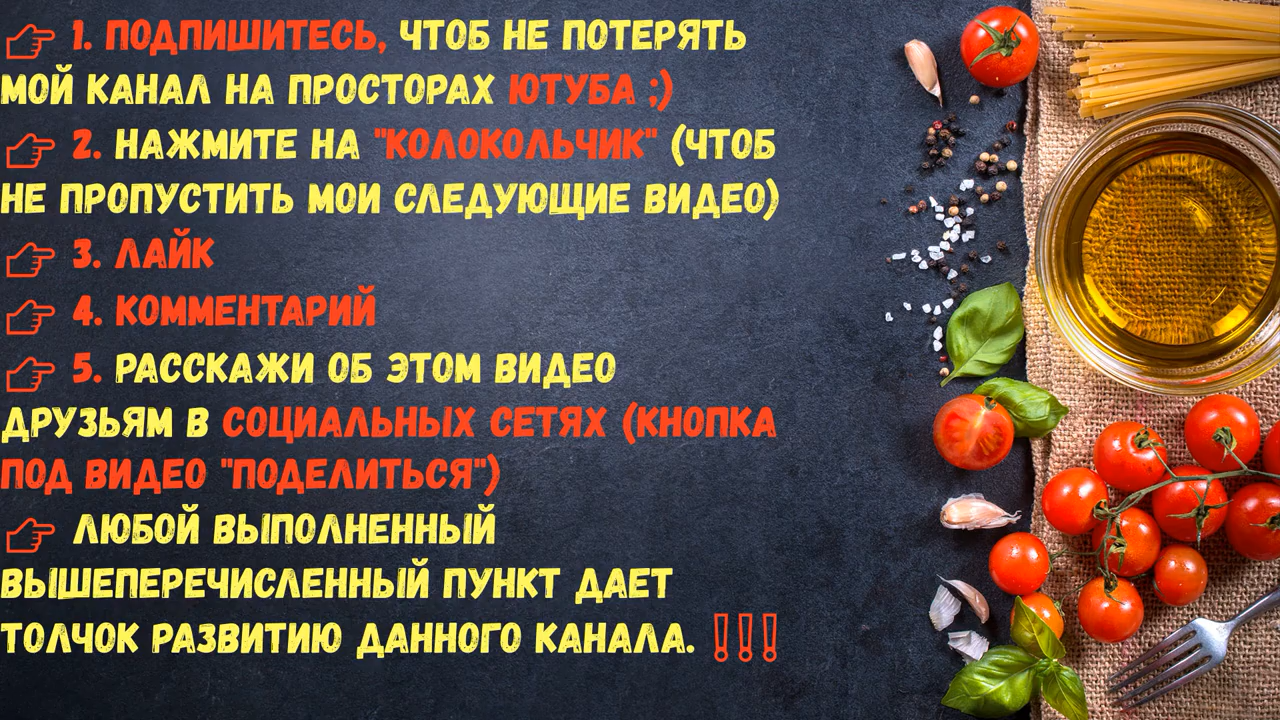 👉 1. ПОДПИШИТЕСЬ, ЧТОБ НЕ ПОТЕРЯТЬ
МОЙ КАНАЛ НА ПРОСТОРАХ ЮТУБА ;)
👉 2. НАЖМИТЕ НА "КОЛОКОЛЬЧИК" (ЧТОБ
НЕ ПРОПУСТИТЬ МОИ СЛЕДУЮЩИЕ ВИДЕО)
👉 3. ЛАЙК
👉 4. КОММЕНТАРИЙ
👉 5. РАССКАЖИ ОБ ЭТОМ ВИДЕО
ДРУЗЬЯМ В СОЦИАЛЬНЫХ СЕТЯХ (КНОПКА
ПОД ВИДЕО "ПОДЕЛИТЬСЯ")
👉 ЛЮБОЙ ВЫПОЛНЕННЫЙ
ВЫШЕПЕРЕЧИСЛЕННЫЙ ПУНКТ ДАЕТ
ТОЛЧОК РАЗВИТИЮ ДАННОГО КАНАЛА. ❗❗❗